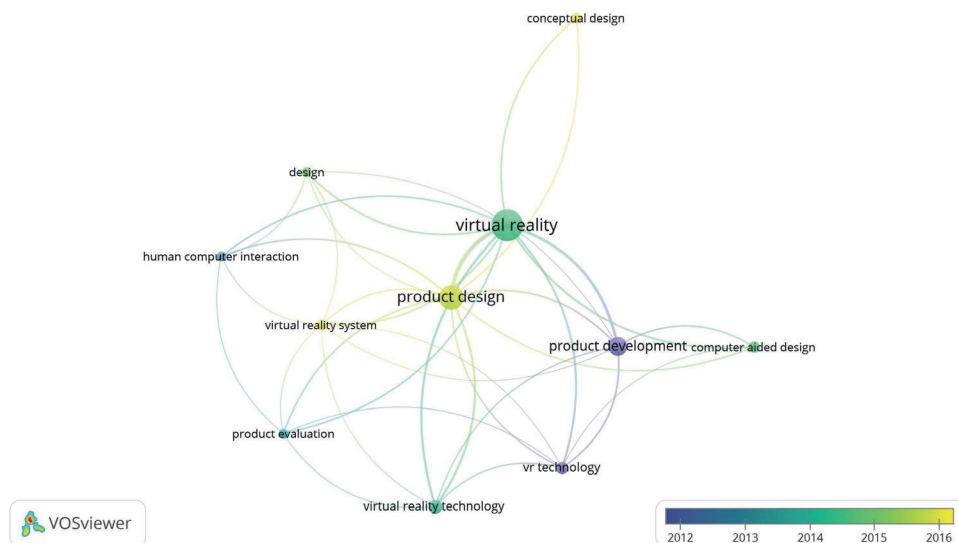 conceptual design
design
virtual reality
human computer interaction
product design
virtual reality system
product development
computer aided design
product evaluation
vr technology
virtual reality technology
VOSviewer
2012 2013 2014 2015 2016